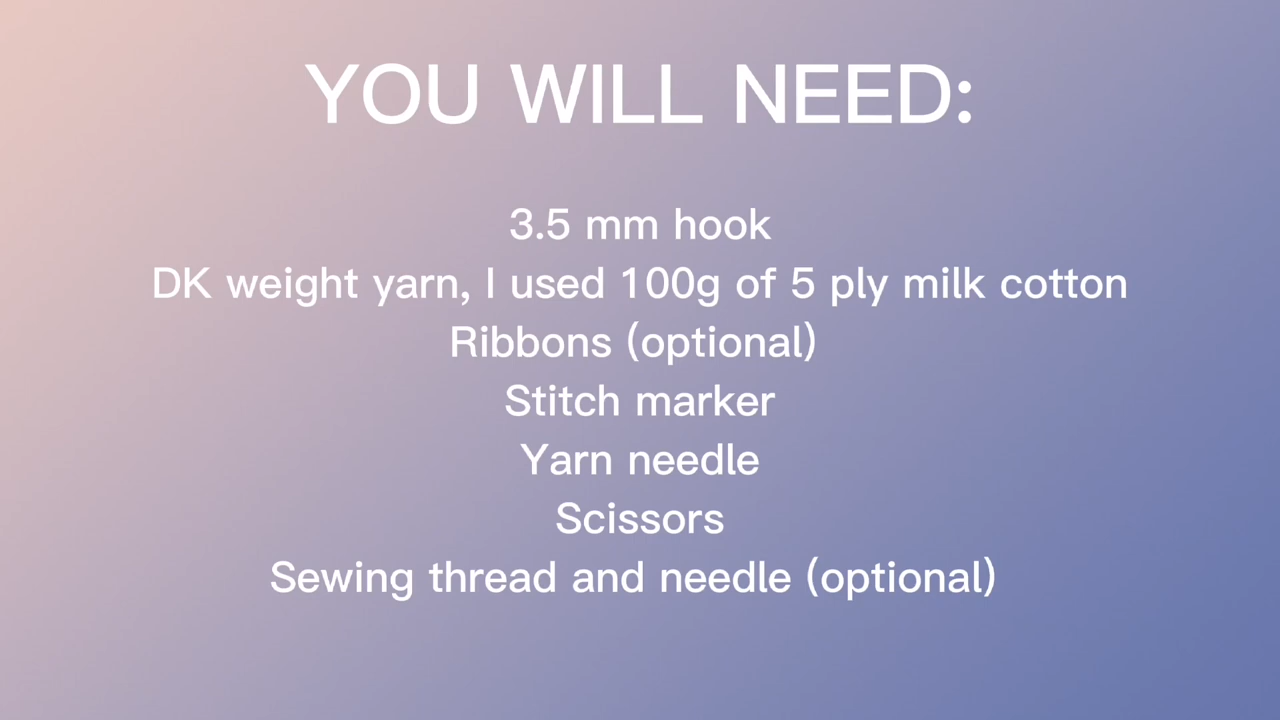 YOU WILL NEED:
3.5 mm hook
DK weight yarn, I used 100g of 5 ply milk cotton
Ribbons (optional)
Stitch marker
Yarn needle
Scissors
Sewing thread and needle (optional)